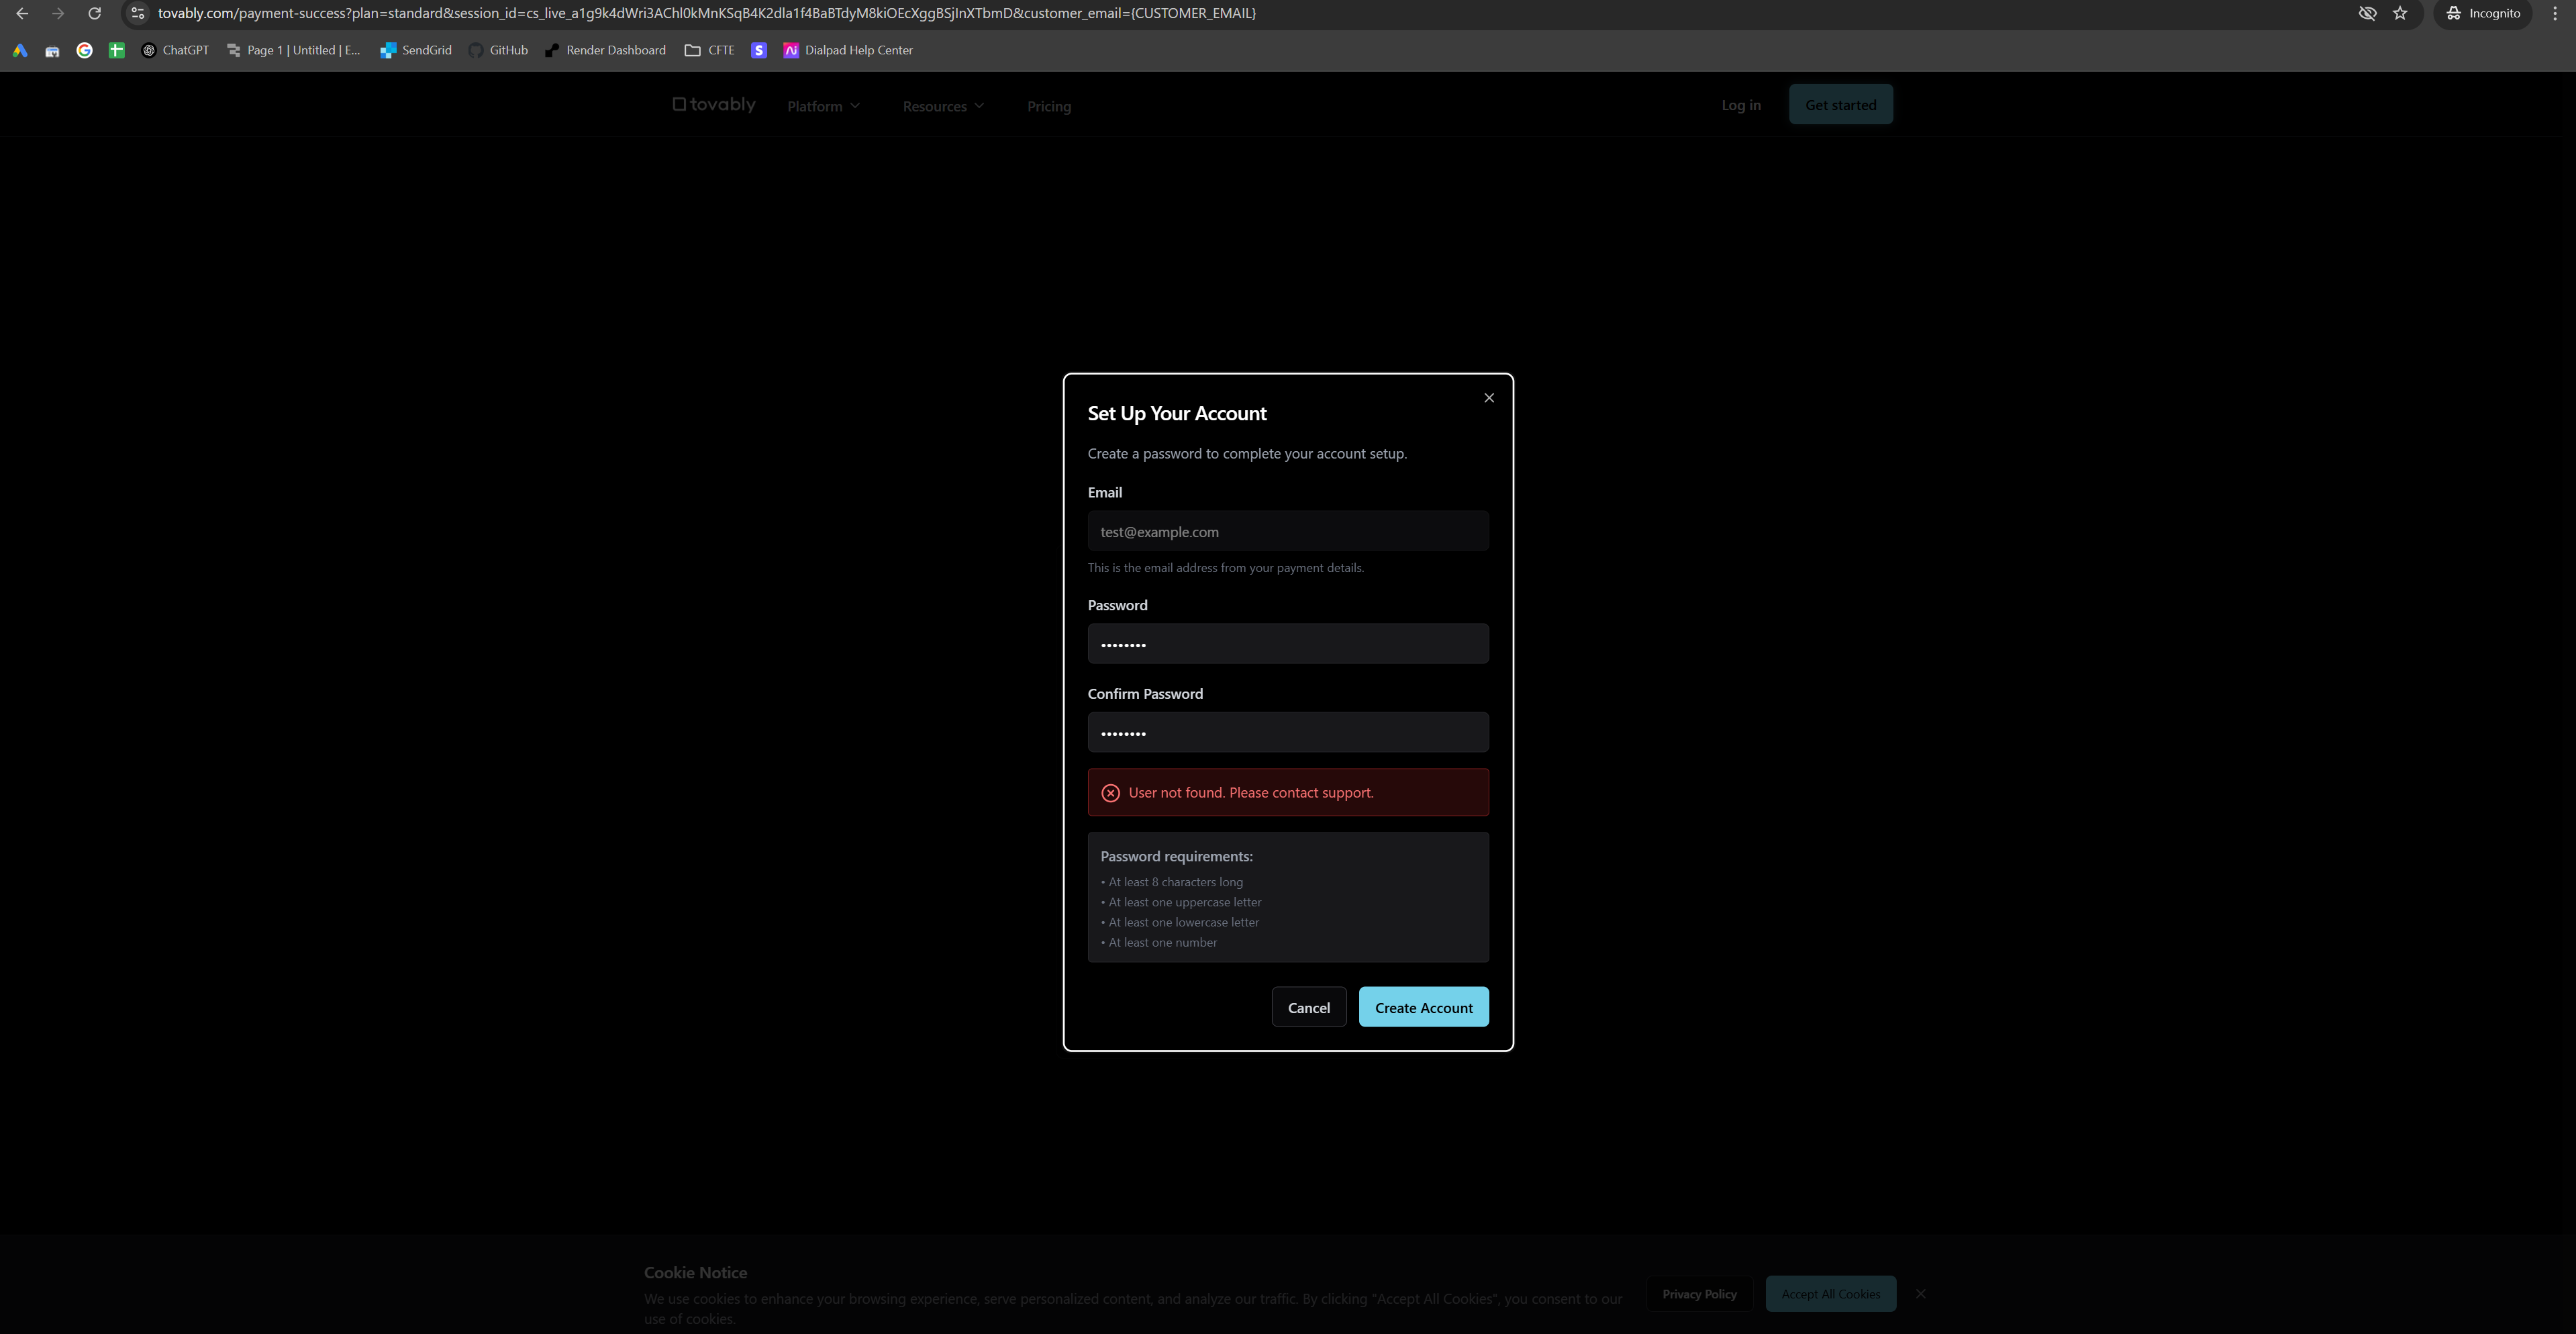 tovably.com/payment-success?plan=standard&session_id=cs_live_a1g9k4dWri3AChl0kMnKSqB4K2dla1f4BaBTdyM8kiOEcXggBSjInXTbmD&customer_email={CUSTOMER_EMAIL}
Incognito
ChatGPT
Page 1 | Untitled | E...
SendGrid
GitHub
Render Dashboard
CFTE
S
Dialpad Help Center
tovably
Platform
Resources
Pricing
Log in
Get started
Set Up Your Account
Create a password to complete your account setup.
Email
test@example.com
This is the email address from your payment details.
Password
••••••••
Confirm Password
••••••••
User not found. Please contact support.
Password requirements:
• At least 8 characters long
• At least one uppercase letter
• At least one lowercase letter
• At least one number
Cancel
Create Account
Cookie Notice
We use cookies to enhance your browsing experience, serve personalized content, and analyze our traffic. By clicking "Accept All Cookies", you consent to our
use of cookies.
Privacy Policy
Accept All Cookies